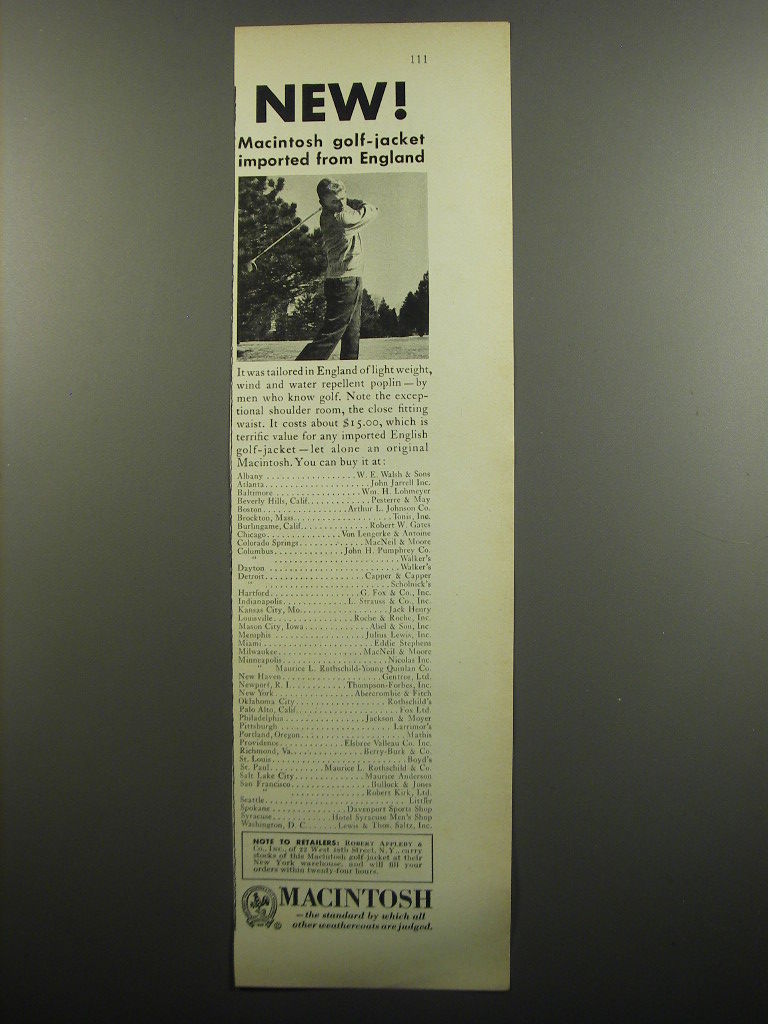 111
NEW!
Macintosh golf-jacket
imported from England
It was tailored in England of light weight,
wind and water repellent poplin—by
men who know golf. Note the excep-
tional shoulder room, the close fitting
waist. It costs about $15.00, which is
terrific value for any imported English
golf-jacket—let alone an original
Macintosh. You can buy it at:
Albany . . . . . . . . . . W. E. Walsh & Sons
Atlanta . . . . . . . . . . John Jarrell Inc.
Baltimore . . . . . . . . . . Wm. H. Lohmeyer
Beverly Hills, Calif. . . . . . . . . . Pesterre & May
Boston . . . . . . . . . . Arthur L. Johnson Co.
Brockton, Mass. . . . . . . . . . Tonis, Inc.
Burlingame, Calif. . . . . . . . . . Robert W. Gates
Chicago . . . . . . . . . . Von Lengerke & Antoine
Colorado Springs . . . . . . . . . . MacNeil & Moore
Columbus . . . . . . . . . . John H. Pumphrey Co.
" . . . . . . . . . . Walker's
Dayton . . . . . . . . . . Walker's
Detroit . . . . . . . . . . Capper & Capper
" . . . . . . . . . . Scholnick's
Hartford . . . . . . . . . . G. Fox & Co., Inc.
Indianapolis . . . . . . . . . . L. Strauss & Co., Inc.
Kansas City, Mo. . . . . . . . . . Jack Henry
Louisville . . . . . . . . . . Roche & Roche, Inc.
Mason City, Iowa . . . . . . . . . . Abel & Son, Inc.
Memphis . . . . . . . . . . Julius Lewis, Inc.
Miami . . . . . . . . . . Eddie Stephens
Milwaukee . . . . . . . . . . MacNeil & Moore
Minneapolis . . . . . . . . . . Nicolas Inc.
" Maurice L. Rothschild-Young Quinlan Co.
New Haven . . . . . . . . . . Gentree, Ltd.
Newport, R. I. . . . . . . . . . Thompson-Forbes, Inc.
New York . . . . . . . . . . Abercrombie & Fitch
Oklahoma City . . . . . . . . . . Rothschild's
Palo Alto, Calif. . . . . . . . . . Fox Ltd.
Philadelphia . . . . . . . . . . Jackson & Moyer
Pittsburgh . . . . . . . . . . Larrimor's
Portland, Oregon . . . . . . . . . . Mathis
Providence . . . . . . . . . . Elsbree Valleau Co. Inc.
Richmond, Va. . . . . . . . . . Berry-Burk & Co.
St. Louis . . . . . . . . . . Boyd's
St. Paul . . . . . . . . . . Maurice L. Rothschild & Co.
Salt Lake City . . . . . . . . . . Maurice Anderson
San Francisco . . . . . . . . . . Bullock & Jones
" . . . . . . . . . . Robert Kirk, Ltd.
Seattle . . . . . . . . . . Littler
Spokane . . . . . . . . . . Davenport Sports Shop
Syracuse . . . . . . . . . . Hotel Syracuse Men's Shop
Washington, D. C. . . . . . . . . . Lewis & Thos. Saltz, Inc.
NOTE TO RETAILERS: ROBERT APPLEBY &
CO., INC., of 22 West 48th Street, N.Y., carry
stocks of this Macintosh golf-jacket at their
New York warehouse, and will fill your
orders within twenty-four hours.
MACINTOSH
—the standard by which all
other weathercoats are judged.